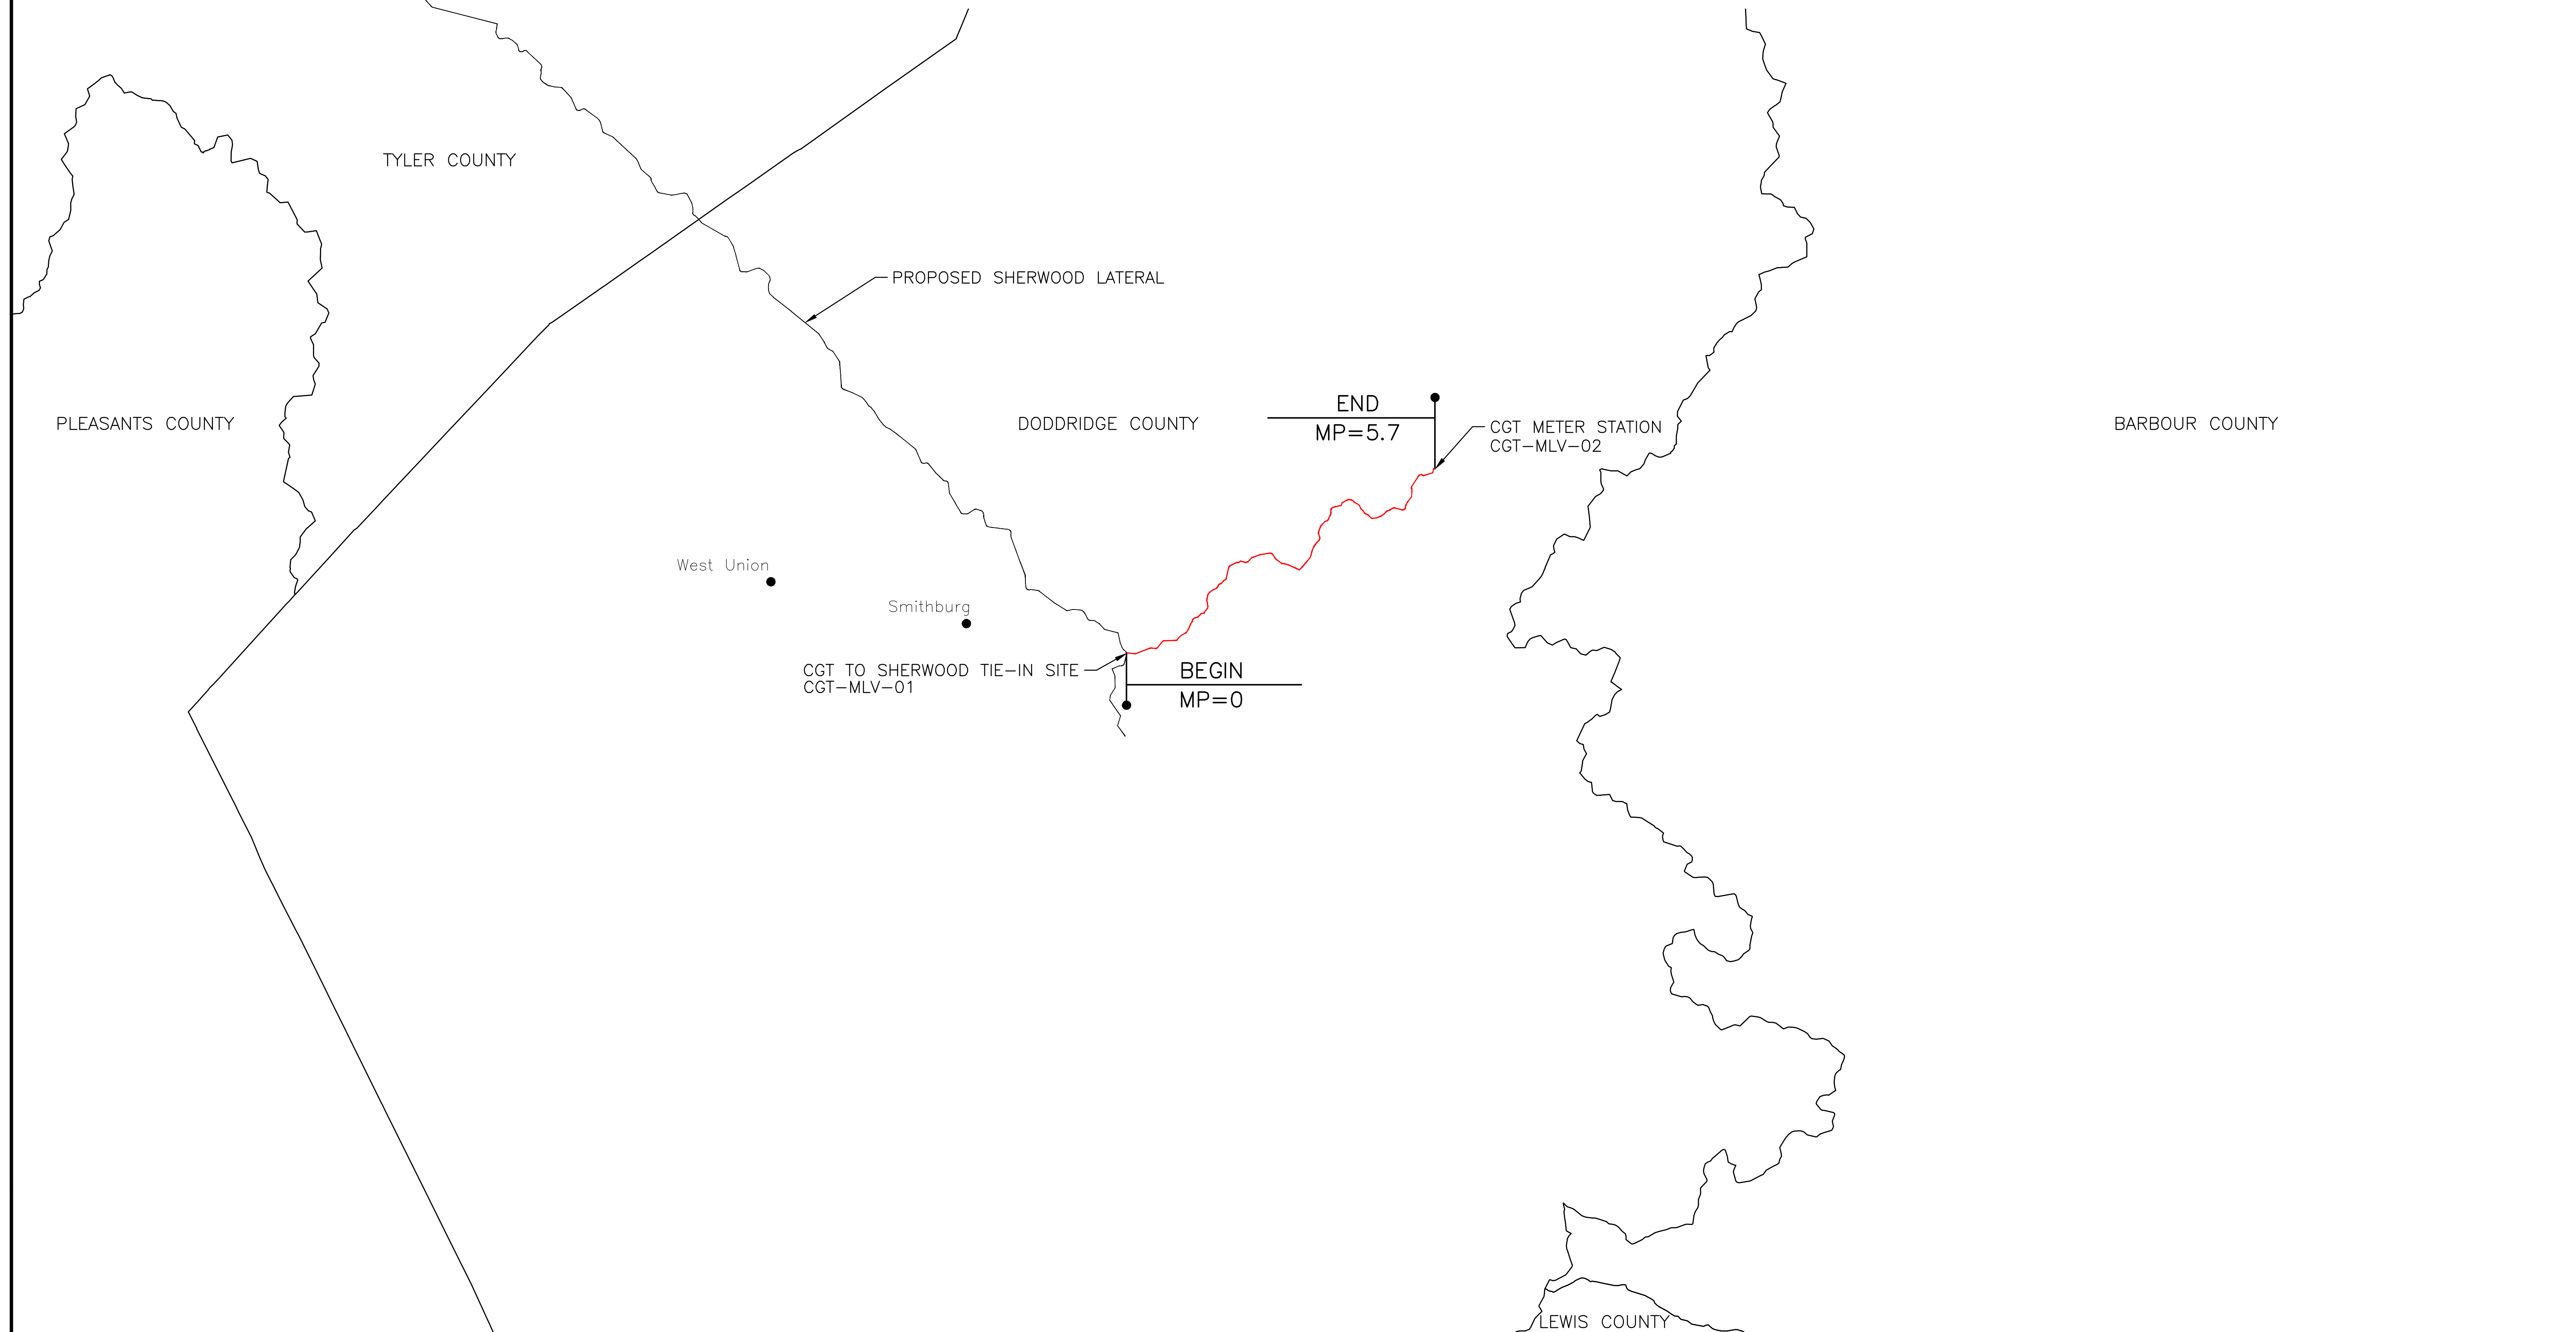 TYLER COUNTY
PROPOSED SHERWOOD LATERAL
PLEASANTS COUNTY
DODDRIDGE COUNTY
END
MP=5.7
CGT METER STATION
CGT-MLV-02
BARBOUR COUNTY
West Union
Smithburg
CGT TO SHERWOOD TIE-IN SITE
CGT-MLV-01
BEGIN
MP=0
LEWIS COUNTY